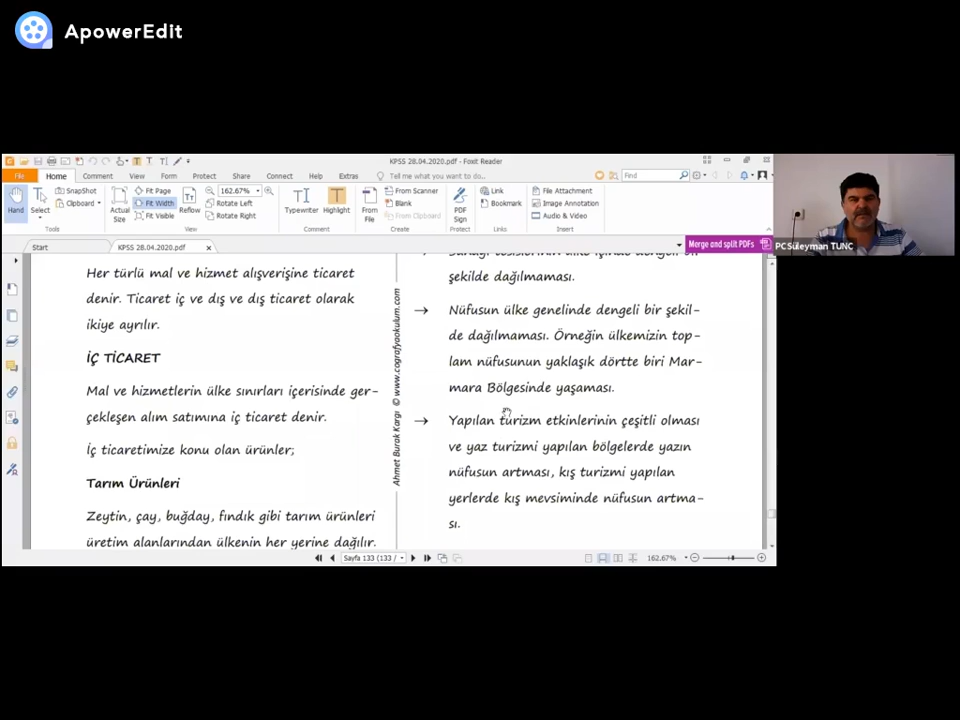 ApowerEdit
KPSS 28.04.2020.pdf - Foxit Reader
File Home Comment View Form Protect Share Connect Help Extras Tell me what you want to do.. Find
Hand
Select
SnapShot
Clipboard
Actual Size
Fit Page
Fit Width
Fit Visible
Reflow
162.67%
Rotate Left
Rotate Right
Typewriter
Highlight
From File
From Scanner
Blank
From Clipboard
PDF Sign
Link
Bookmark
File Attachment
Image Annotation
Audio & Video
Tools View Comment Create Protect Links Insert
Start KPSS 28.04.2020.pdf
Merge and split PDFs
PC Süleyman TUNC
Her türlü mal ve hizmet alışverişine ticaret
denir. Ticaret iç ve dış ve dış ticaret olarak
ikiye ayrılır.
İÇ TİCARET
Mal ve hizmetlerin ülke sınırları içerisinde ger-
çekleşen alım satımına iç ticaret denir.
İç ticaretimize konu olan ürünler;
Tarım Ürünleri
Zeytin, çay, buğday, fındık gibi tarım ürünleri
üretim alanlarından ülkenin her yerine dağılır.
Ahmet Burak Kargı © www.cografyaokulum.com
şekilde dağılmaması.
→ Nüfusun ülke genelinde dengeli bir şekil-
de dağılmaması. Örneğin ülkemizin top-
lam nüfusunun yaklaşık dörtte biri Mar-
mara Bölgesinde yaşaması.
→ Yapılan turizm etkinlerinin çeşitli olması
ve yaz turizmi yapılan bölgelerde yazın
nüfusun artması, kış turizmi yapılan
yerlerde kış mevsiminde nüfusun artma-
sı.
Sayfa 133 (133 /
162.67%